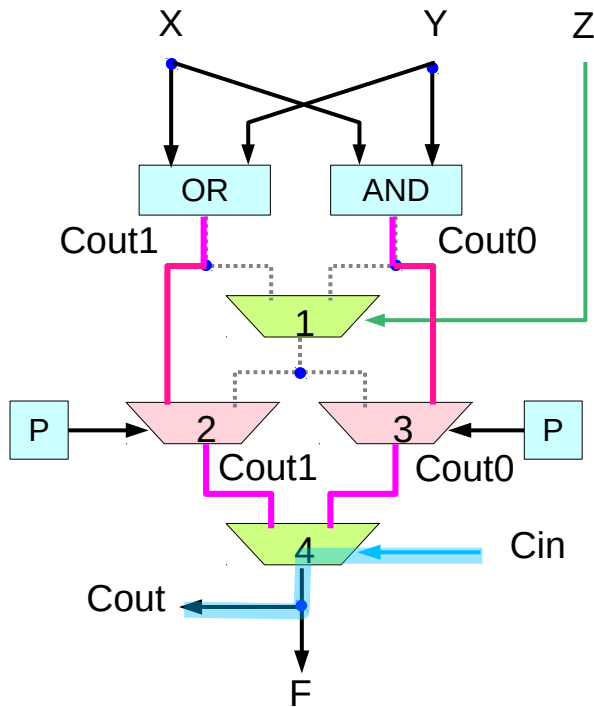 X Y Z
OR AND
Cout1 Cout0
1
P 2 3 P
Cout1 Cout0
4 Cin
Cout
F